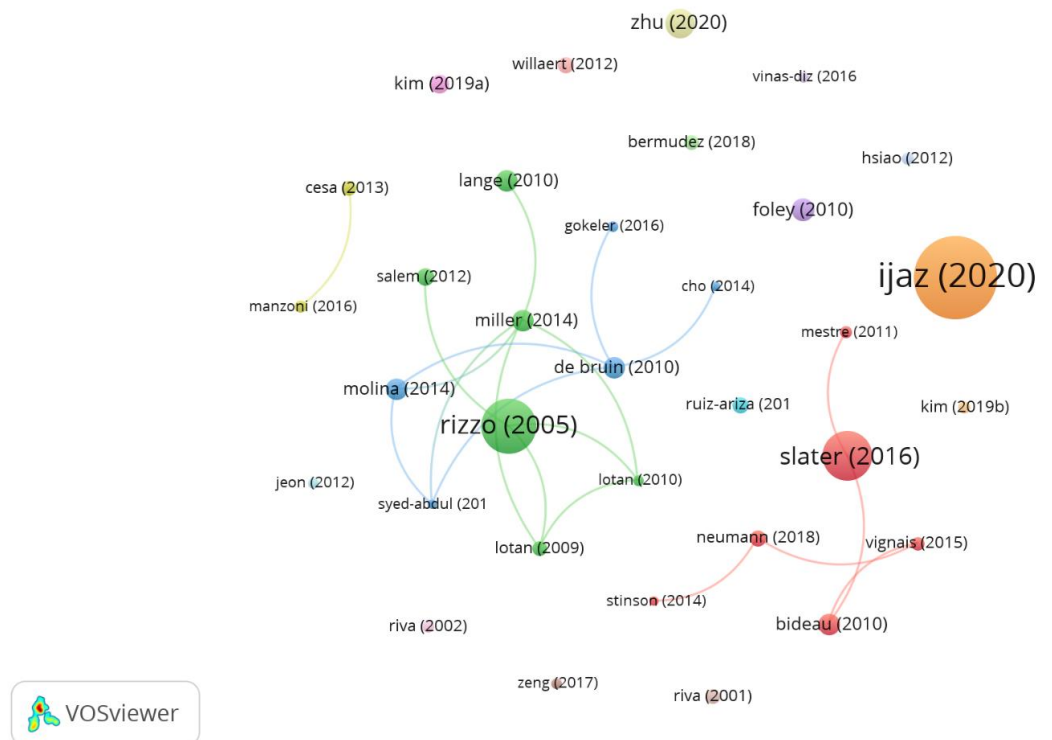 zhu (2020)
willaert (2012)
vinas-diz (2016
kim (2019a)
bermudez (2018)
hsiao (2012)
cesa (2013)
lange (2010)
foley (2010)
gokeler (2016)
salem (2012)
ijaz (2020)
cho (2014)
manzoni (2016)
miller (2014)
mestre (2011)
de bruin (2010)
molina (2014)
ruiz-ariza (201
kim (2019b)
rizzo (2005)
slater (2016)
jeon (2012)
lotan (2010)
syed-abdul (201
neumann (2018)
vignais (2015)
lotan (2009)
stinson (2014)
riva (2002)
bideau (2010)
zeng (2017)
riva (2001)
VOSviewer